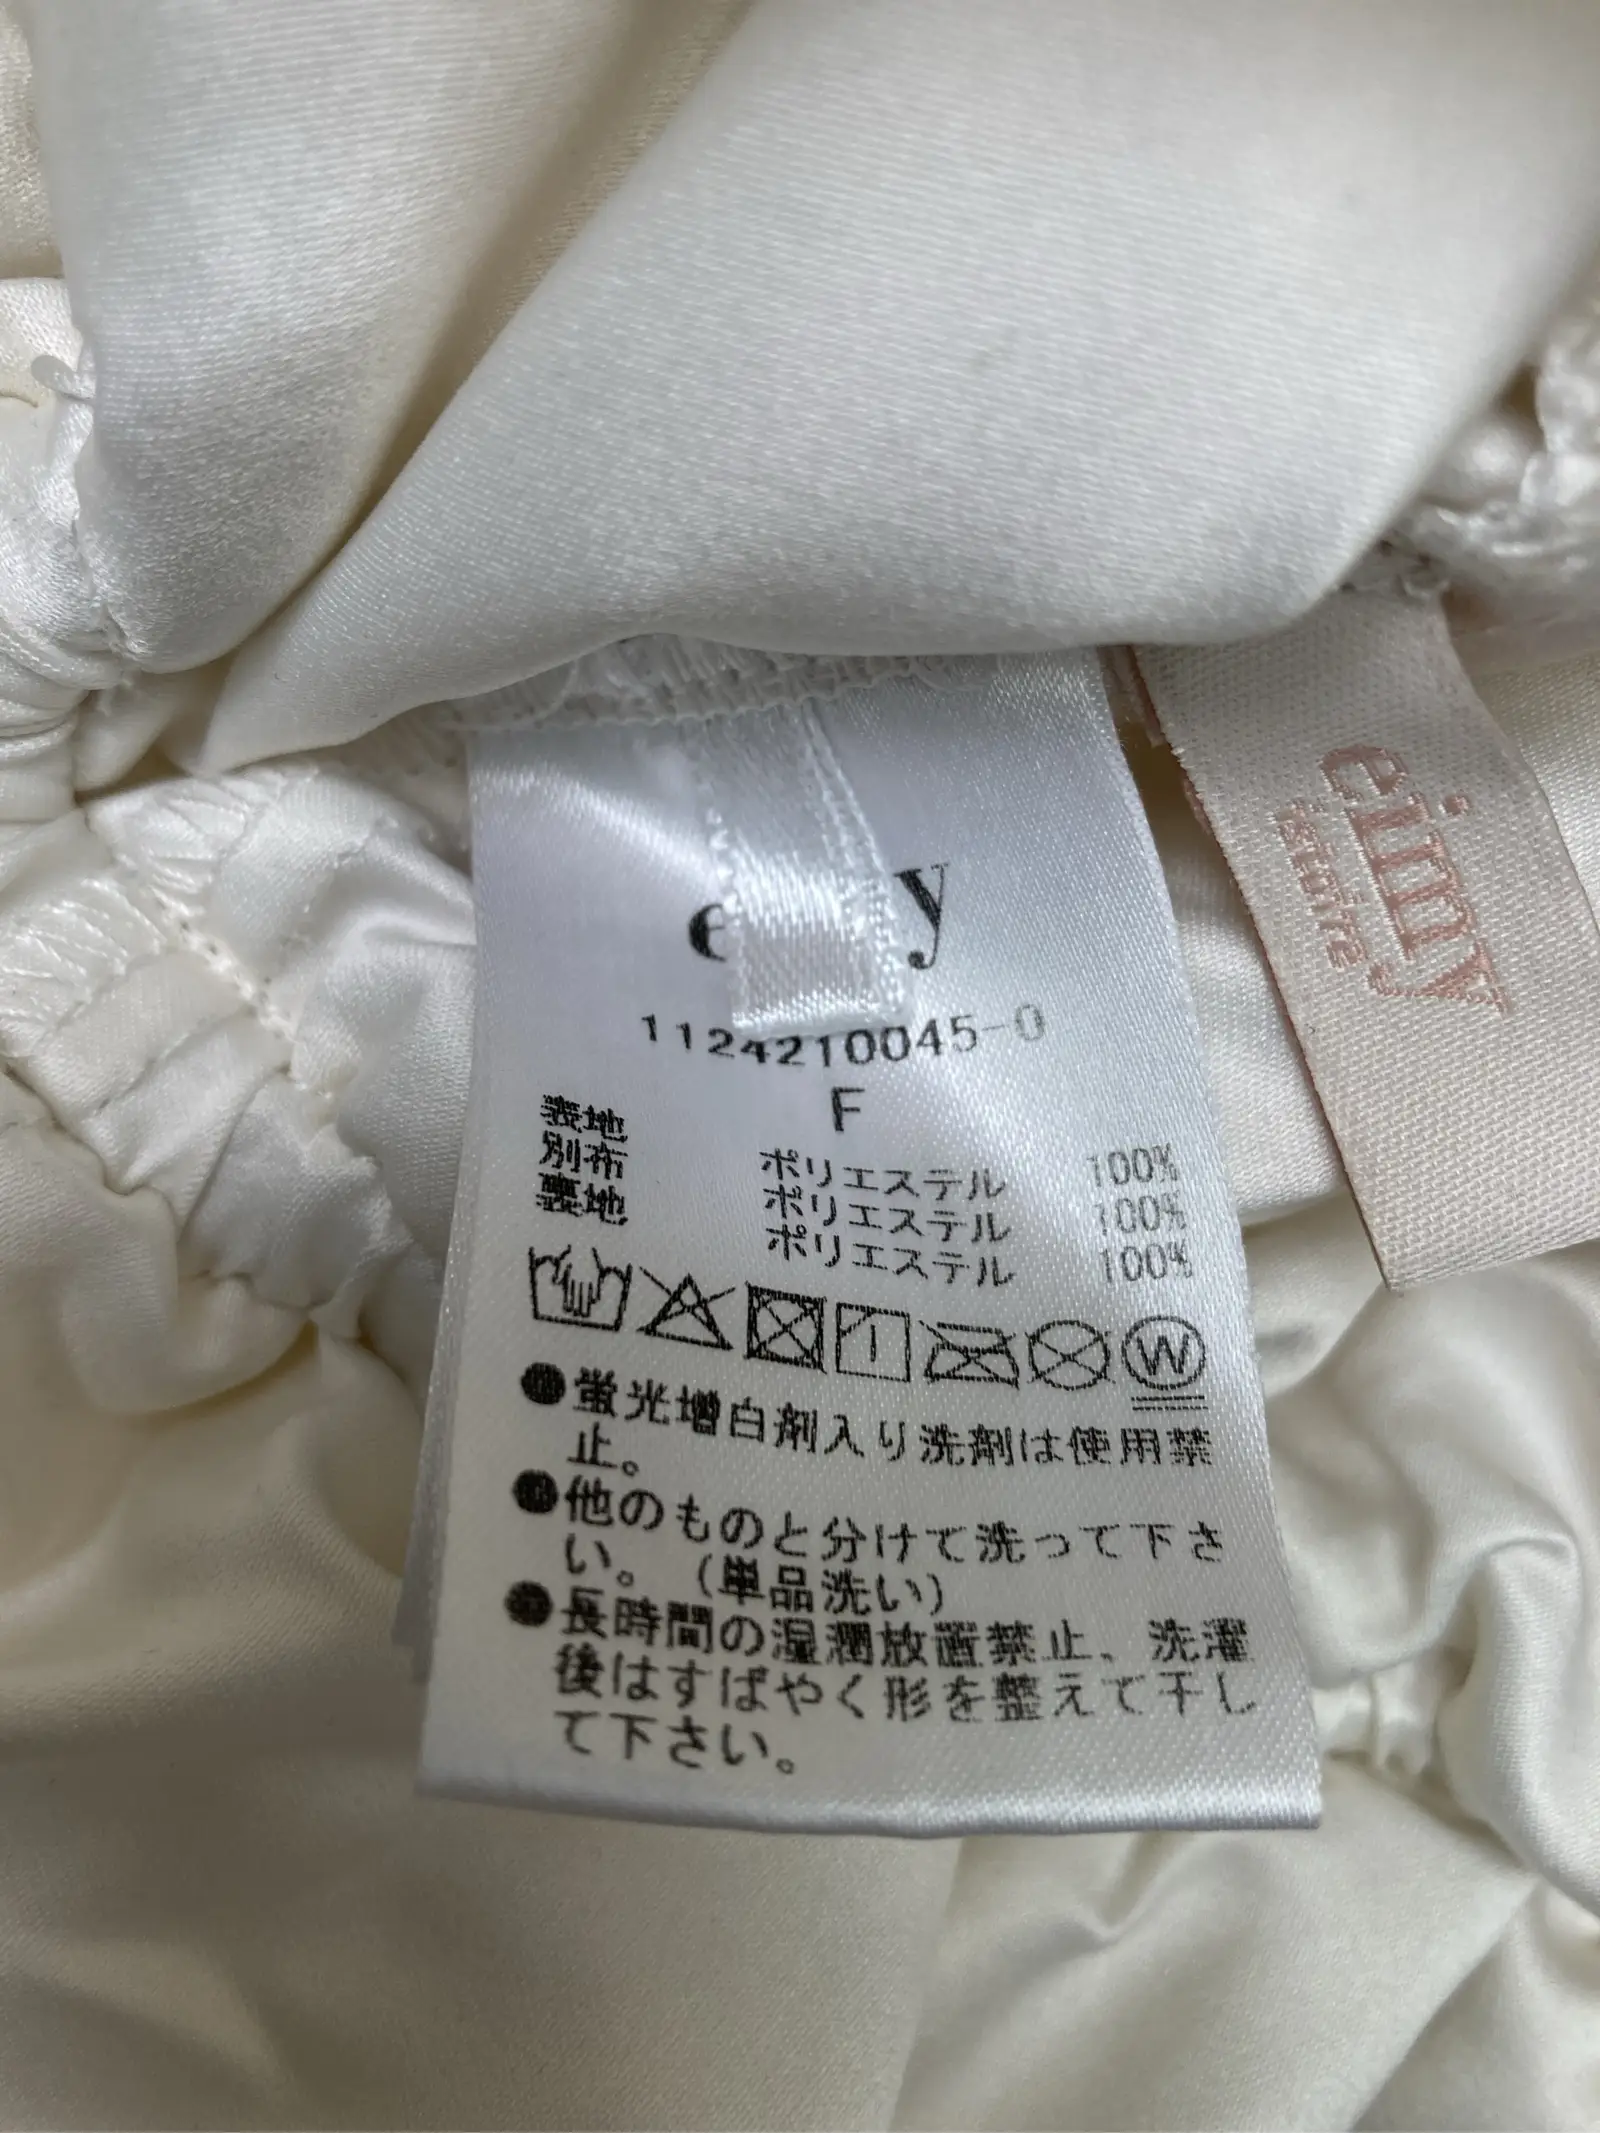 eimy
istoire
e y
1124210045-0
F
表地 ポリエステル 100%
別布 ポリエステル 100%
裏地 ポリエステル 100%
W
●蛍光増白剤入り洗剤は使用禁
止。
●他のものと分けて洗って下さ
い。(単品洗い)
●長時間の湿潤放置禁止、洗濯
後はすばやく形を整えて干し
て下さい。